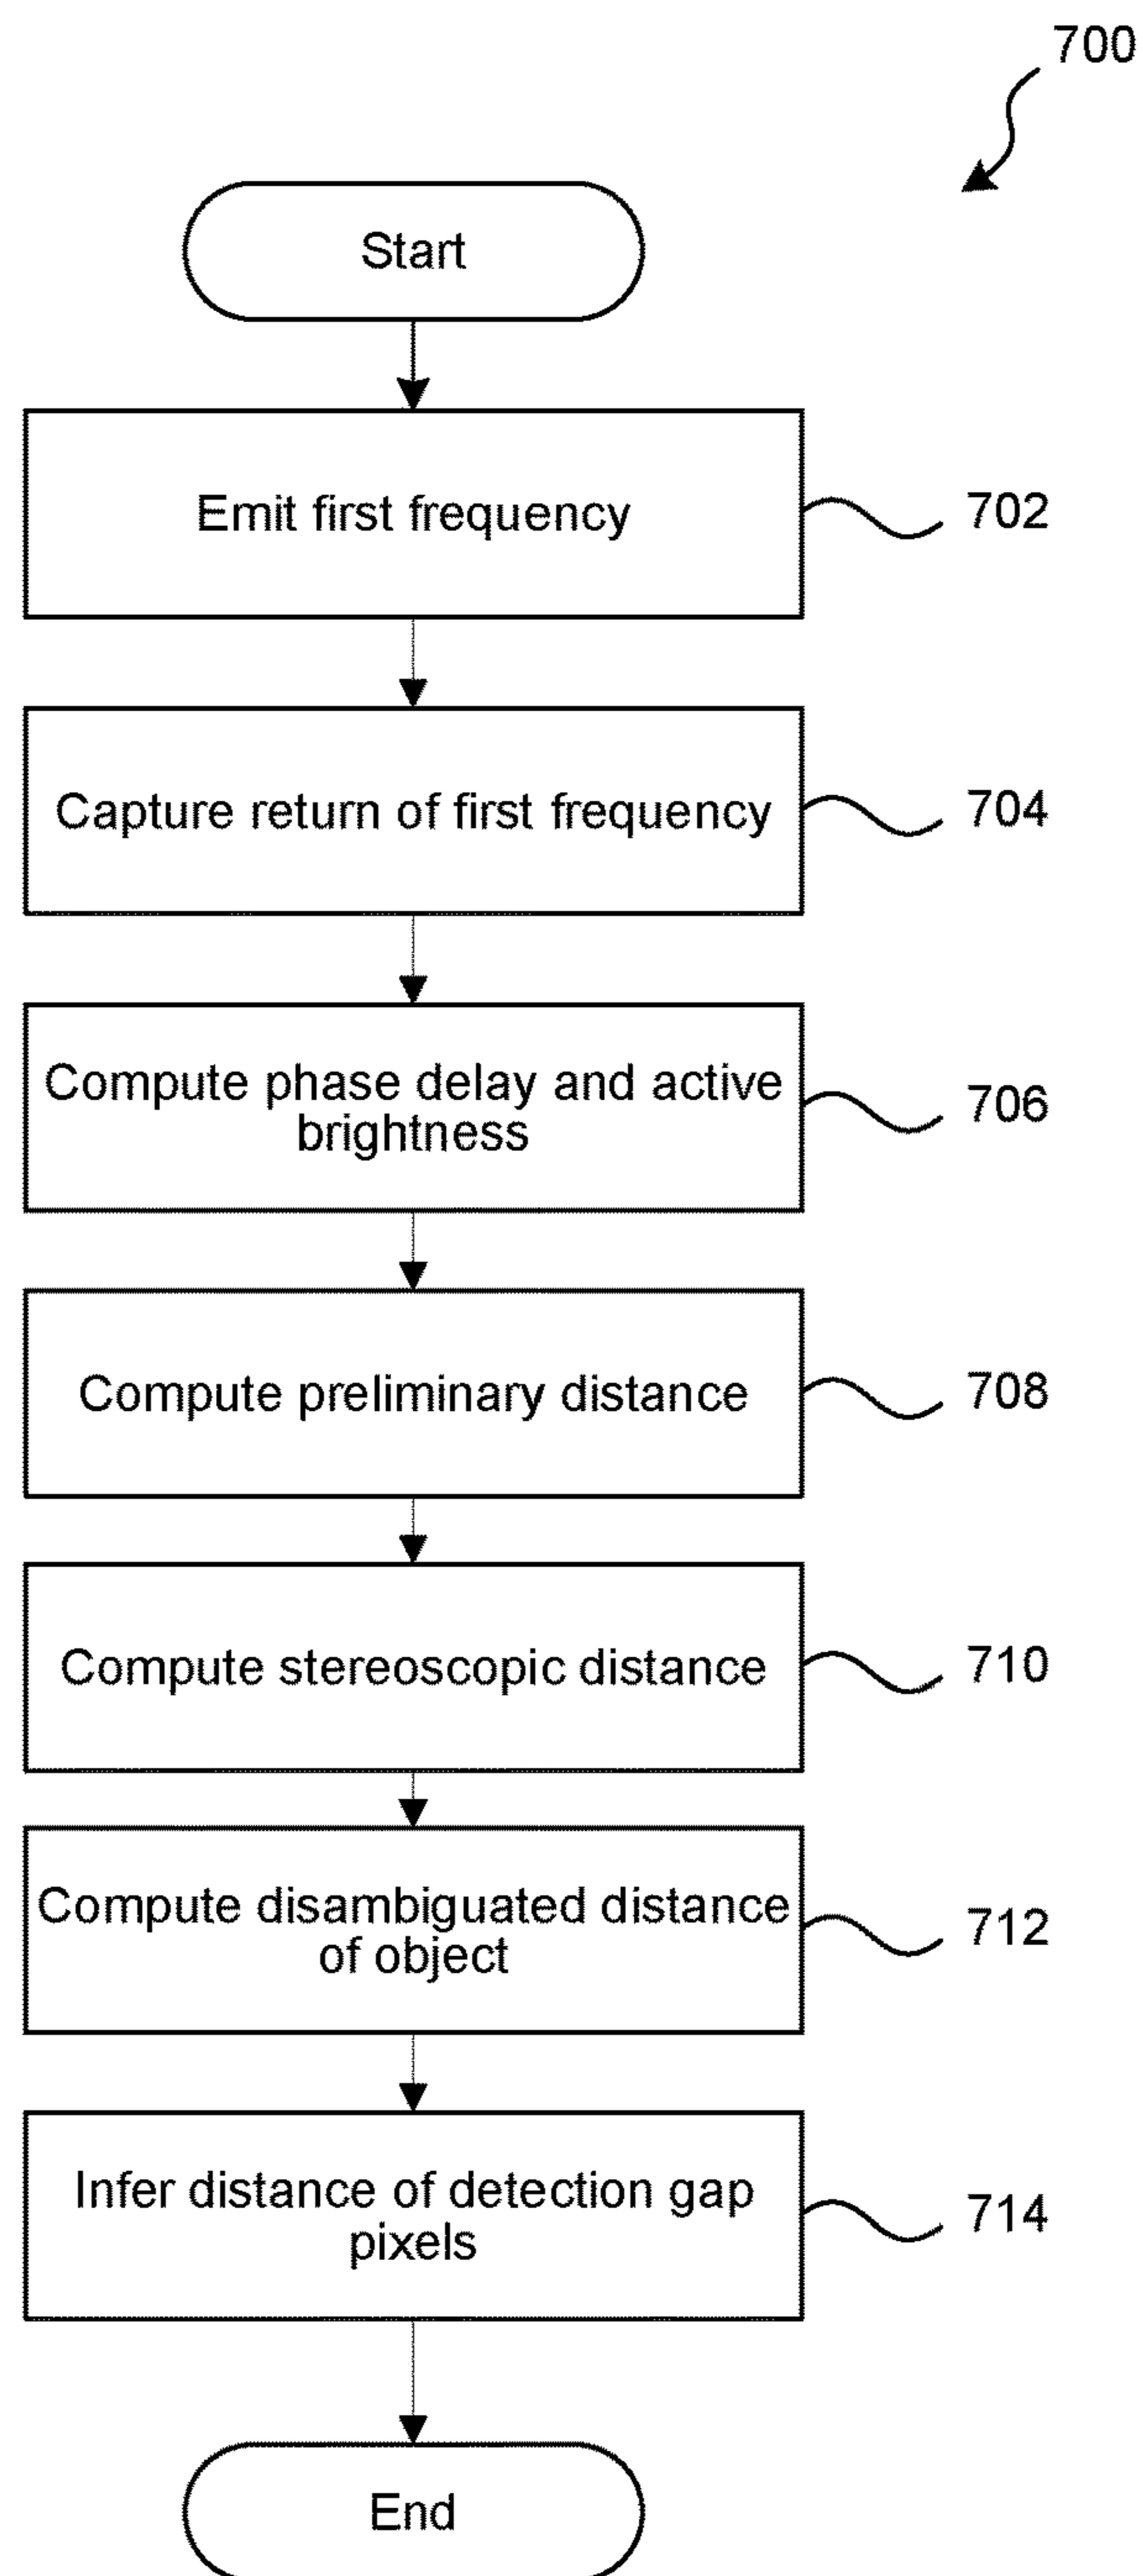 700
Start
Emit first frequency
702
Capture return of first frequency
704
Compute phase delay and active
brightness
706
Compute preliminary distance
708
Compute stereoscopic distance
710
Compute disambiguated distance
of object
712
Infer distance of detection gap
pixels
714
End